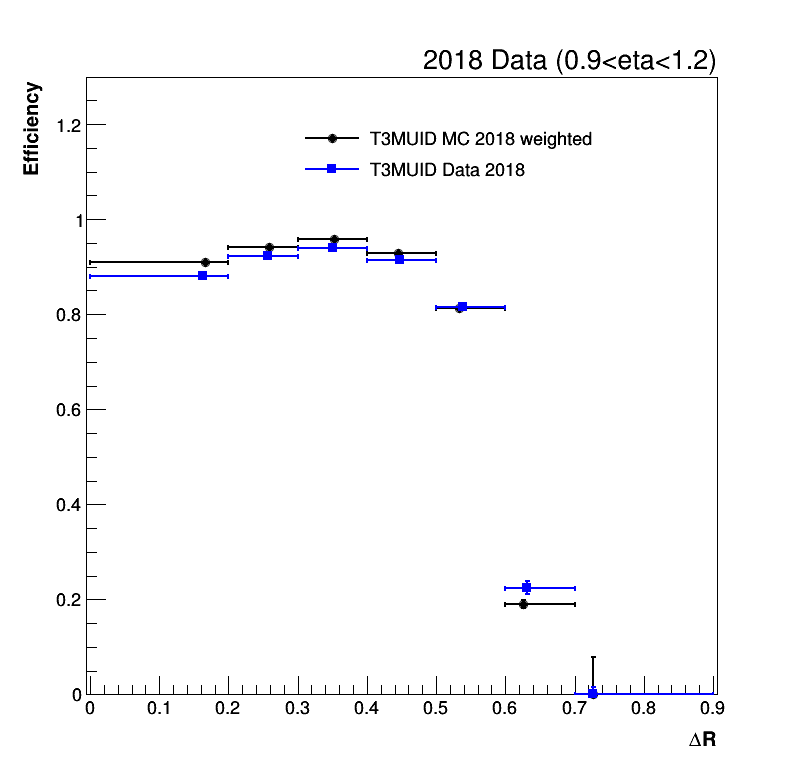 2018 Data (0.9<eta<1.2)
Efficiency
T3MUID MC 2018 weighted
T3MUID Data 2018
1.2
1
0.8
0.6
0.4
0.2
0
0 0.1 0.2 0.3 0.4 0.5 0.6 0.7 0.8 0.9
ΔR